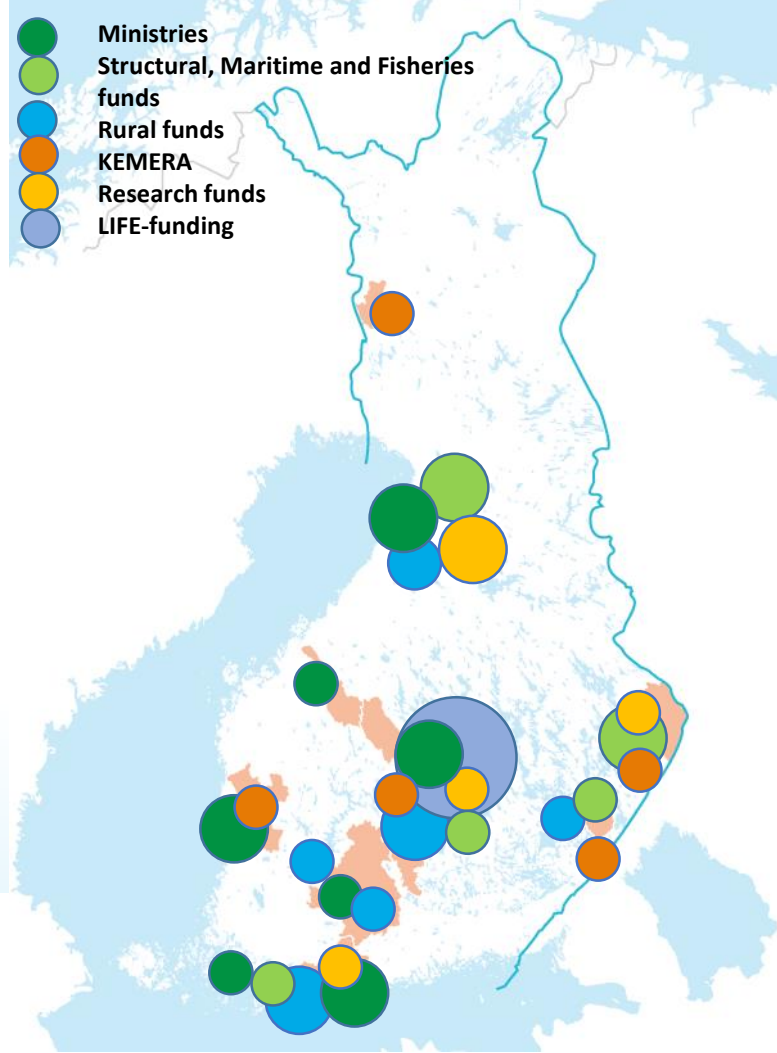 Ministries
Structural, Maritime and Fisheries
funds
Rural funds
KEMERA
Research funds
LIFE-funding